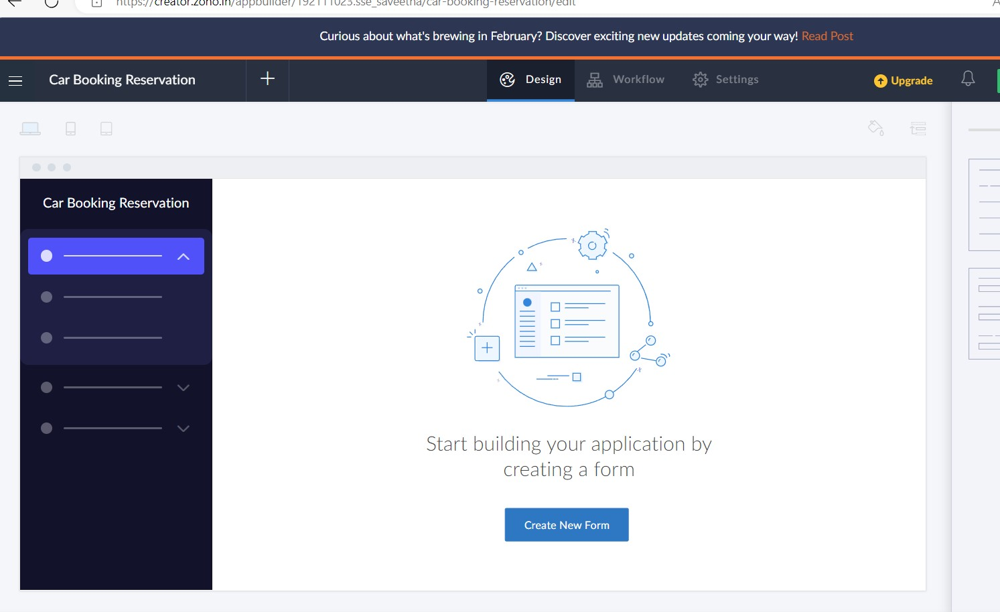 https://creator.zoho.in/appbuilder/192111023.sse_saveetha/car-booking-reservation/edit
Curious about what's brewing in February? Discover exciting new updates coming your way! Read Post
Car Booking Reservation
Design
Workflow
Settings
Upgrade
Car Booking Reservation
Start building your application by
creating a form
Create New Form